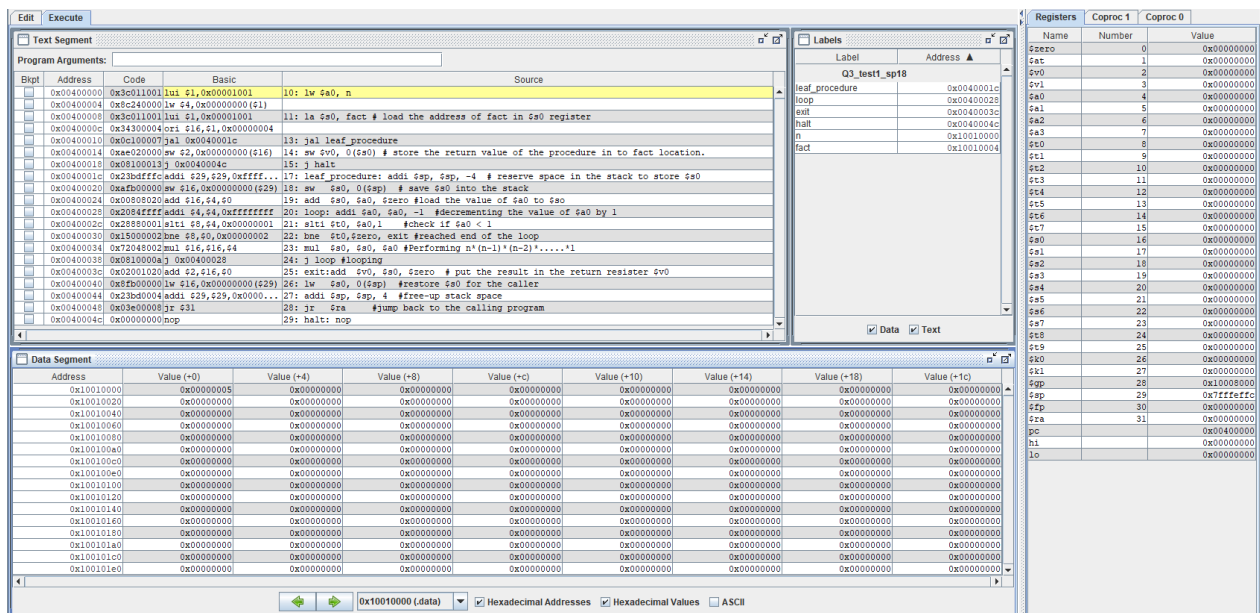 Edit Execute
Text Segment
Program Arguments:
Bkpt Address Code Basic Source
0x00400000 0x3c011001 lui $1,0x00001001 10: lw $a0, n
0x00400004 0x8c240000 lw $4,0x00000000($1)
0x00400008 0x3c011001 lui $1,0x00001001 11: la $s0, fact # load the address of fact in $s0 register
0x0040000c 0x34300004 ori $16,$1,0x00000004
0x00400010 0x0c100007 jal 0x0040001c 13: jal leaf_procedure
0x00400014 0xae020000 sw $2,0x00000000($16) 14: sw $v0, 0($s0) # store the return value of the procedure in to fact location.
0x00400018 0x08100013 j 0x0040004c 15: j halt
0x0040001c 0x23bdfffc addi $29,$29,0xffff... 17: leaf_procedure: addi $sp, $sp, -4 # reserve space in the stack to store $s0
0x00400020 0xafb00000 sw $16,0x00000000($29) 18: sw $s0, 0($sp) # save $s0 into the stack
0x00400024 0x00808020 add $16,$4,$0 19: add $s0, $a0, $zero #load the value of $a0 to $so
0x00400028 0x2084ffff addi $4,$4,0xffffffff 20: loop: addi $a0, $a0, -1 #decrementing the value of $a0 by 1
0x0040002c 0x28880001 slti $8,$4,0x00000001 21: slti $t0, $a0,1 #check if $a0 < 1
0x00400030 0x15000002 bne $8,$0,0x00000002 22: bne $t0,$zero, exit #reached end of the loop
0x00400034 0x72048002 mul $16,$16,$4 23: mul $s0, $s0, $a0 #Performing n*(n-1)*(n-2)*.....*1
0x00400038 0x0810000a j 0x00400028 24: j loop #looping
0x0040003c 0x02001020 add $2,$16,$0 25: exit:add $v0, $s0, $zero # put the result in the return resister $v0
0x00400040 0x8fb00000 lw $16,0x00000000($29) 26: lw $s0, 0($sp) #restore $s0 for the caller
0x00400044 0x23bd0004 addi $29,$29,0x0000... 27: addi $sp, $sp, 4 #free-up stack space
0x00400048 0x03e00008 jr $31 28: jr $ra #jump back to the calling program
0x0040004c 0x00000000 nop 29: halt: nop
Labels
Label Address ▲
Q3_test1_sp18
leaf_procedure 0x0040001c
loop 0x00400028
exit 0x0040003c
halt 0x0040004c
n 0x10010000
fact 0x10010004
Data Text
Data Segment
Address Value (+0) Value (+4) Value (+8) Value (+c) Value (+10) Value (+14) Value (+18) Value (+1c)
0x10010000 0x00000005 0x00000000 0x00000000 0x00000000 0x00000000 0x00000000 0x00000000 0x00000000
0x10010020 0x00000000 0x00000000 0x00000000 0x00000000 0x00000000 0x00000000 0x00000000 0x00000000
0x10010040 0x00000000 0x00000000 0x00000000 0x00000000 0x00000000 0x00000000 0x00000000 0x00000000
0x10010060 0x00000000 0x00000000 0x00000000 0x00000000 0x00000000 0x00000000 0x00000000 0x00000000
0x10010080 0x00000000 0x00000000 0x00000000 0x00000000 0x00000000 0x00000000 0x00000000 0x00000000
0x100100a0 0x00000000 0x00000000 0x00000000 0x00000000 0x00000000 0x00000000 0x00000000 0x00000000
0x100100c0 0x00000000 0x00000000 0x00000000 0x00000000 0x00000000 0x00000000 0x00000000 0x00000000
0x100100e0 0x00000000 0x00000000 0x00000000 0x00000000 0x00000000 0x00000000 0x00000000 0x00000000
0x10010100 0x00000000 0x00000000 0x00000000 0x00000000 0x00000000 0x00000000 0x00000000 0x00000000
0x10010120 0x00000000 0x00000000 0x00000000 0x00000000 0x00000000 0x00000000 0x00000000 0x00000000
0x10010140 0x00000000 0x00000000 0x00000000 0x00000000 0x00000000 0x00000000 0x00000000 0x00000000
0x10010160 0x00000000 0x00000000 0x00000000 0x00000000 0x00000000 0x00000000 0x00000000 0x00000000
0x10010180 0x00000000 0x00000000 0x00000000 0x00000000 0x00000000 0x00000000 0x00000000 0x00000000
0x100101a0 0x00000000 0x00000000 0x00000000 0x00000000 0x00000000 0x00000000 0x00000000 0x00000000
0x100101c0 0x00000000 0x00000000 0x00000000 0x00000000 0x00000000 0x00000000 0x00000000 0x00000000
0x100101e0 0x00000000 0x00000000 0x00000000 0x00000000 0x00000000 0x00000000 0x00000000 0x00000000
0x10010000 (.data) Hexadecimal Addresses Hexadecimal Values ASCII
Registers Coproc 1 Coproc 0
Name Number Value
$zero 0 0x00000000
$at 1 0x00000000
$v0 2 0x00000000
$v1 3 0x00000000
$a0 4 0x00000000
$a1 5 0x00000000
$a2 6 0x00000000
$a3 7 0x00000000
$t0 8 0x00000000
$t1 9 0x00000000
$t2 10 0x00000000
$t3 11 0x00000000
$t4 12 0x00000000
$t5 13 0x00000000
$t6 14 0x00000000
$t7 15 0x00000000
$s0 16 0x00000000
$s1 17 0x00000000
$s2 18 0x00000000
$s3 19 0x00000000
$s4 20 0x00000000
$s5 21 0x00000000
$s6 22 0x00000000
$s7 23 0x00000000
$t8 24 0x00000000
$t9 25 0x00000000
$k0 26 0x00000000
$k1 27 0x00000000
$gp 28 0x10008000
$sp 29 0x7fffeffc
$fp 30 0x00000000
$ra 31 0x00000000
pc 0x00400000
hi 0x00000000
lo 0x00000000